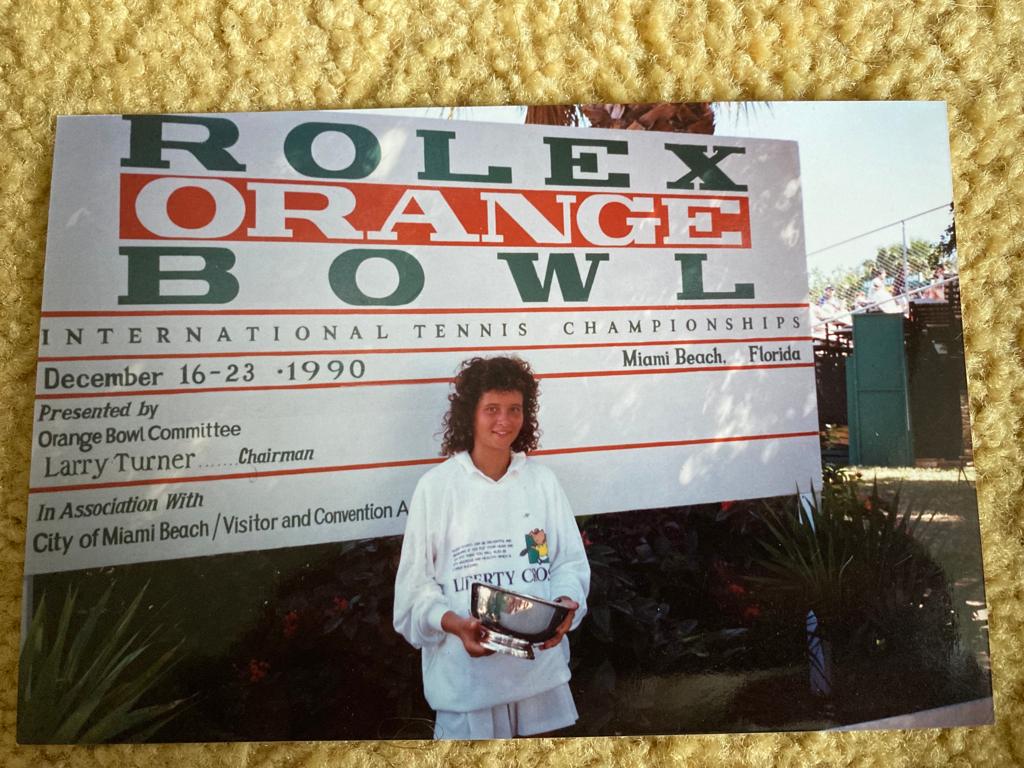 ROLEX
ORANGE
BOWL
INTERNATIONAL TENNIS CHAMPIONSHIPS
December 16-23 ·1990
Miami Beach, Florida
Presented by
Orange Bowl Committee
Larry Turner ......Chairman
In Association With
City of Miami Beach/Visitor and Convention A
LIBERTY